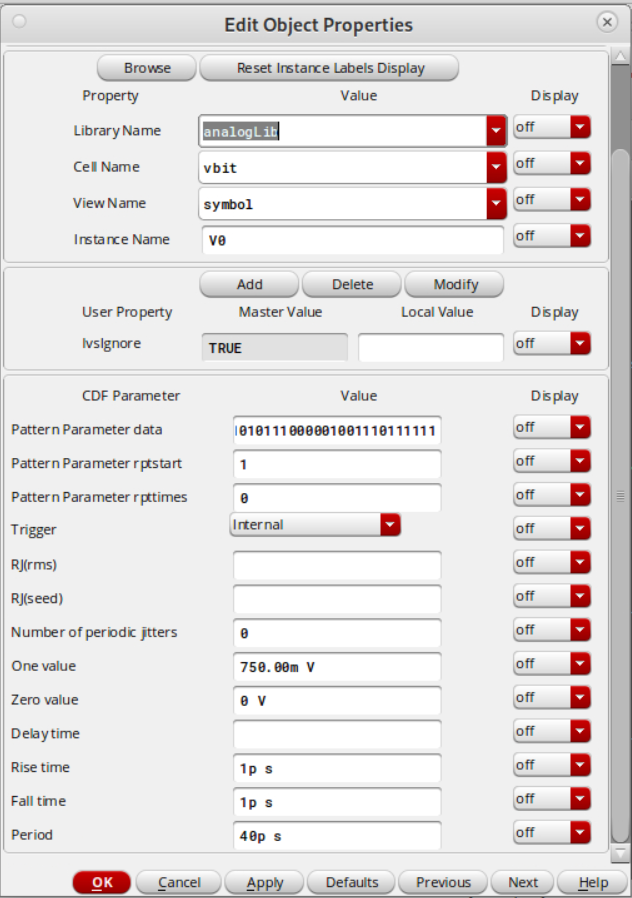 Edit Object Properties
Browse Reset Instance Labels Display
Property Value Display
Library Name analogLib off
Cell Name vbit off
View Name symbol off
Instance Name V0 off
Add Delete Modify
User Property Master Value Local Value Display
lvsIgnore TRUE off
CDF Parameter Value Display
Pattern Parameter data 0101110000010011101111111 off
Pattern Parameter rptstart 1 off
Pattern Parameter rpttimes 0 off
Trigger Internal off
RJ(rms) off
RJ(seed) off
Number of periodic jitters 0 off
One value 750.00m V off
Zero value 0 V off
Delay time off
Rise time 1p s off
Fall time 1p s off
Period 40p s off
OK Cancel Apply Defaults Previous Next Help